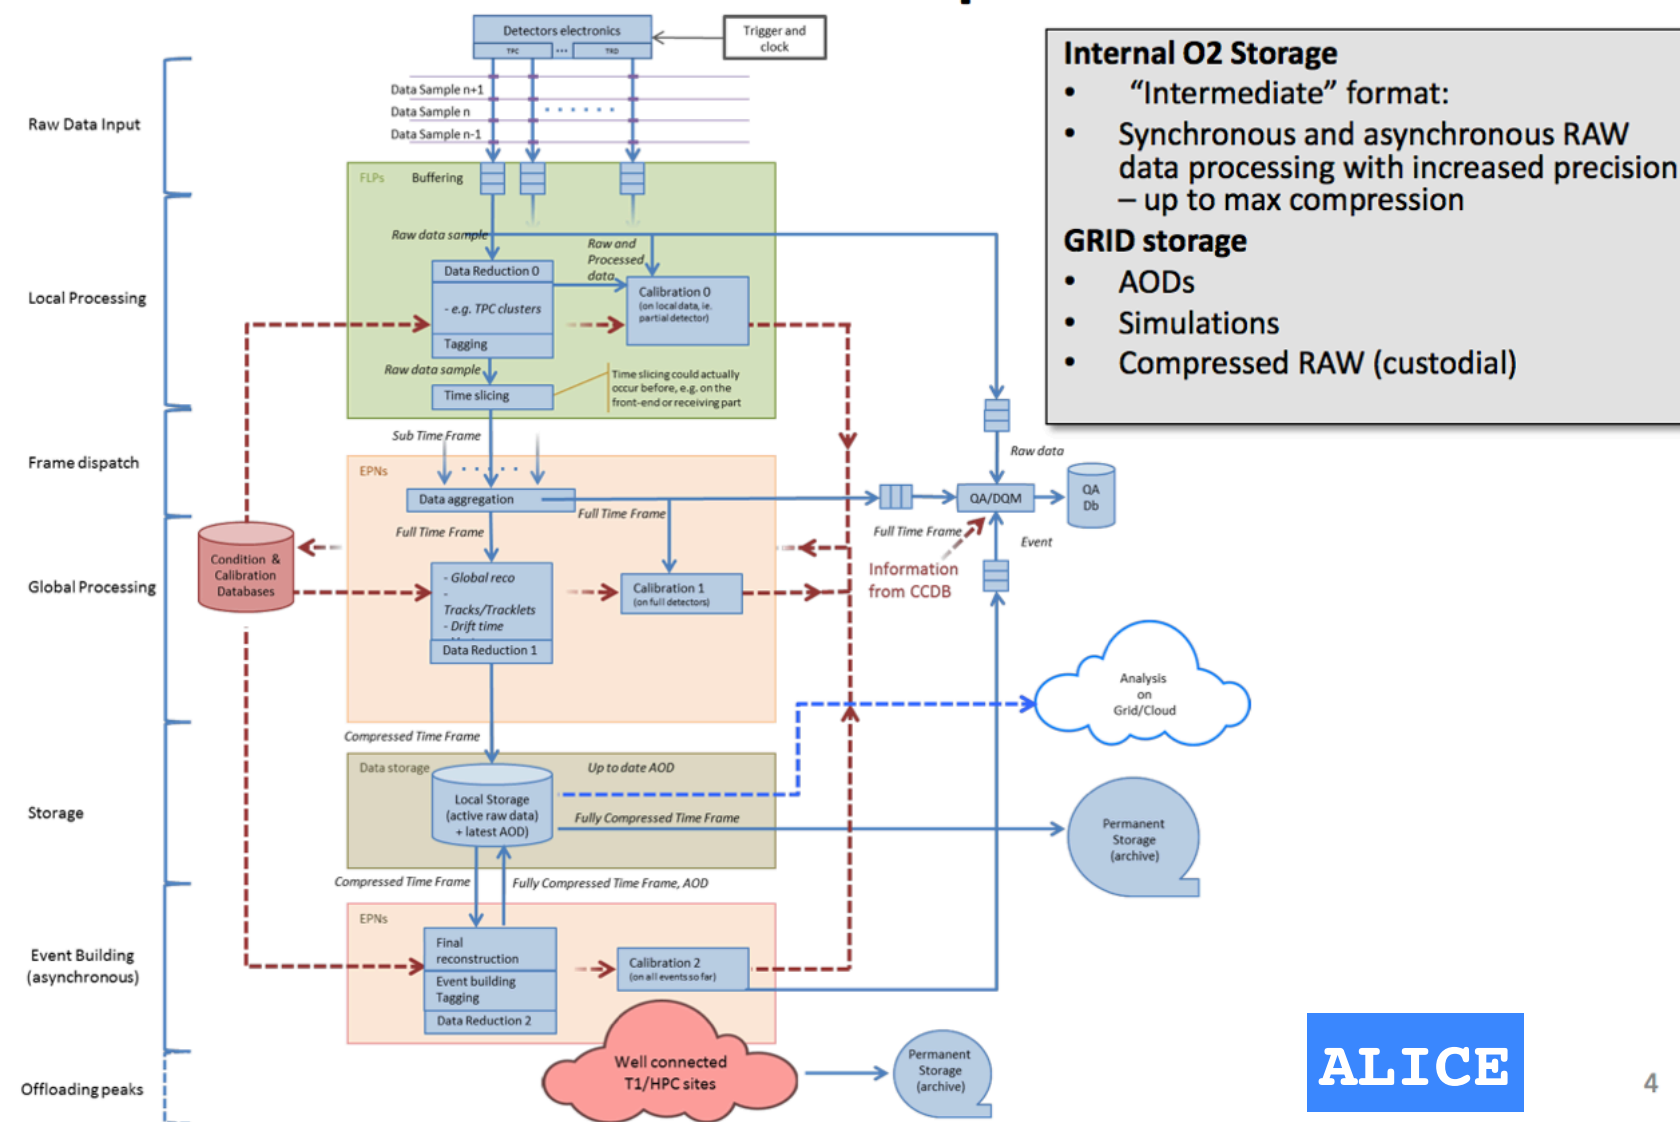 Detectors electronics
TPC
...
TRD
Trigger and
clock
Data Sample n+1
Data Sample n
Data Sample n-1
Raw Data Input
Local Processing
Frame dispatch
Global Processing
Storage
Event Building
(asynchronous)
Offloading peaks
FLPs
Buffering
Raw data sample
Raw and
Processed
data
Data Reduction 0
- e.g. TPC clusters
Tagging
Calibration 0
(on local data, ie.
partial detector)
Raw data sample
Time slicing
Time slicing could actually
occur before, e.g. on the
front-end or receiving part
Sub Time Frame
EPNs
Data aggregation
Full Time Frame
Full Time Frame
Condition &
Calibration
Databases
- Global reco
-
Tracks/Tracklets
- Drift time
Data Reduction 1
Calibration 1
(on full detectors)
Raw data
QA/DQM
QA
Db
Full Time Frame
Event
Information
from CCDB
Analysis
on
Grid/Cloud
Compressed Time Frame
Data storage
Up to date AOD
Local Storage
(active raw data)
+ latest AOD)
Fully Compressed Time Frame
Permanent
Storage
(archive)
Compressed Time Frame
Fully Compressed Time Frame, AOD
EPNs
Final
reconstruction
Event building
Tagging
Data Reduction 2
Calibration 2
(on all events so far)
Well connected
T1/HPC sites
Permanent
Storage
(archive)
Internal O2 Storage
• “Intermediate” format:
• Synchronous and asynchronous RAW
data processing with increased precision
– up to max compression
GRID storage
• AODs
• Simulations
• Compressed RAW (custodial)
ALICE
4